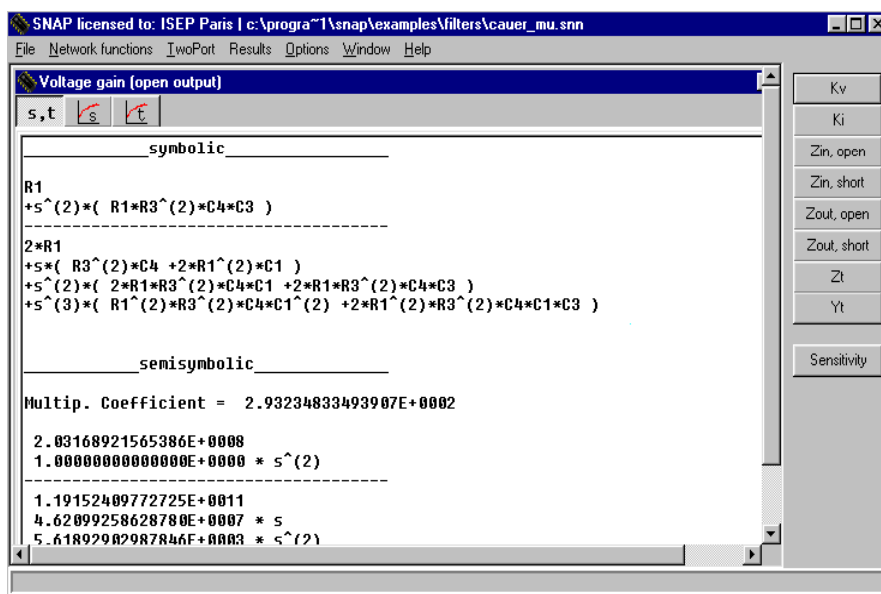 SNAP licensed to: ISEP Paris | c:\progra~1\snap\examples\filters\cauer_mu.snn
File Network functions TwoPort Results Options Window Help
Voltage gain (open output)
s,t s t
_____________symbolic_________________
R1
+s^(2)*( R1*R3^(2)*C4*C3 )
--------------------------------------
2*R1
+s*( R3^(2)*C4 +2*R1^(2)*C1 )
+s^(2)*( 2*R1*R3^(2)*C4*C1 +2*R1*R3^(2)*C4*C3 )
+s^(3)*( R1^(2)*R3^(2)*C4*C1^(2) +2*R1^(2)*R3^(2)*C4*C1*C3 )
____________semisymbolic______________
Multip. Coefficient = 2.93234833493907E+0002
2.03168921565386E+0008
1.00000000000000E+0000 * s^(2)
--------------------------------------
1.19152409772725E+0011
4.62099258628780E+0007 * s
5.61892902987846E+0003 * s^(2)
Kv
Ki
Zin, open
Zin, short
Zout, open
Zout, short
Zt
Yt
Sensitivity